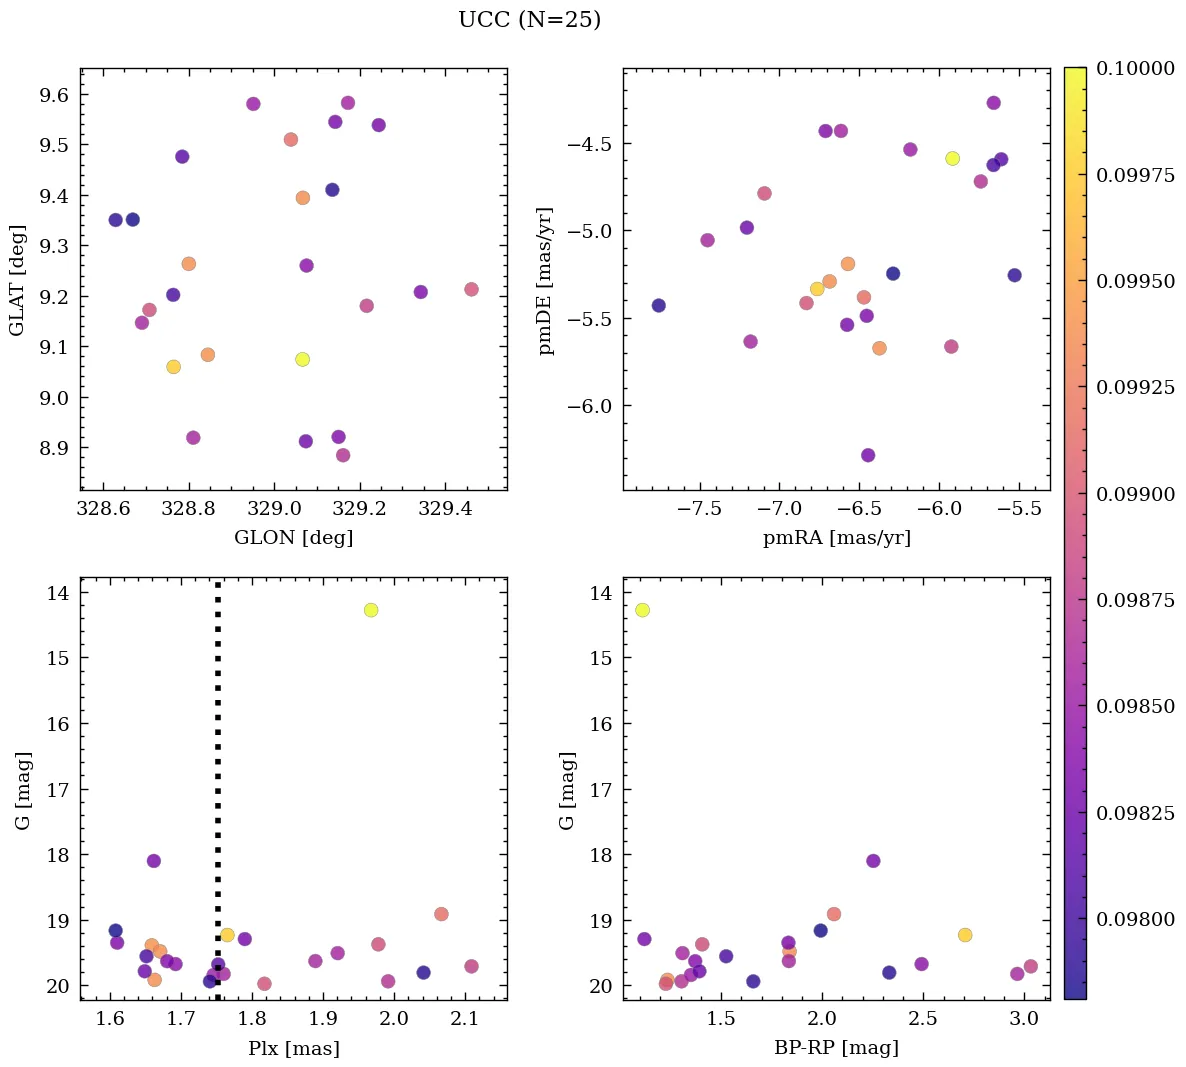 UCC (N=25)
9.6
9.5
9.4
9.3
9.2
9.1
9.0
8.9
GLAT [deg]
328.6 328.8 329.0 329.2 329.4
GLON [deg]
−4.5
−5.0
−5.5
−6.0
pmDE [mas/yr]
−7.5 −7.0 −6.5 −6.0 −5.5
pmRA [mas/yr]
0.10000
0.09975
0.09950
0.09925
0.09900
0.09875
0.09850
0.09825
0.09800
14
15
16
17
18
19
20
G [mag]
1.6 1.7 1.8 1.9 2.0 2.1
Plx [mas]
14
15
16
17
18
19
20
G [mag]
1.5 2.0 2.5 3.0
BP-RP [mag]